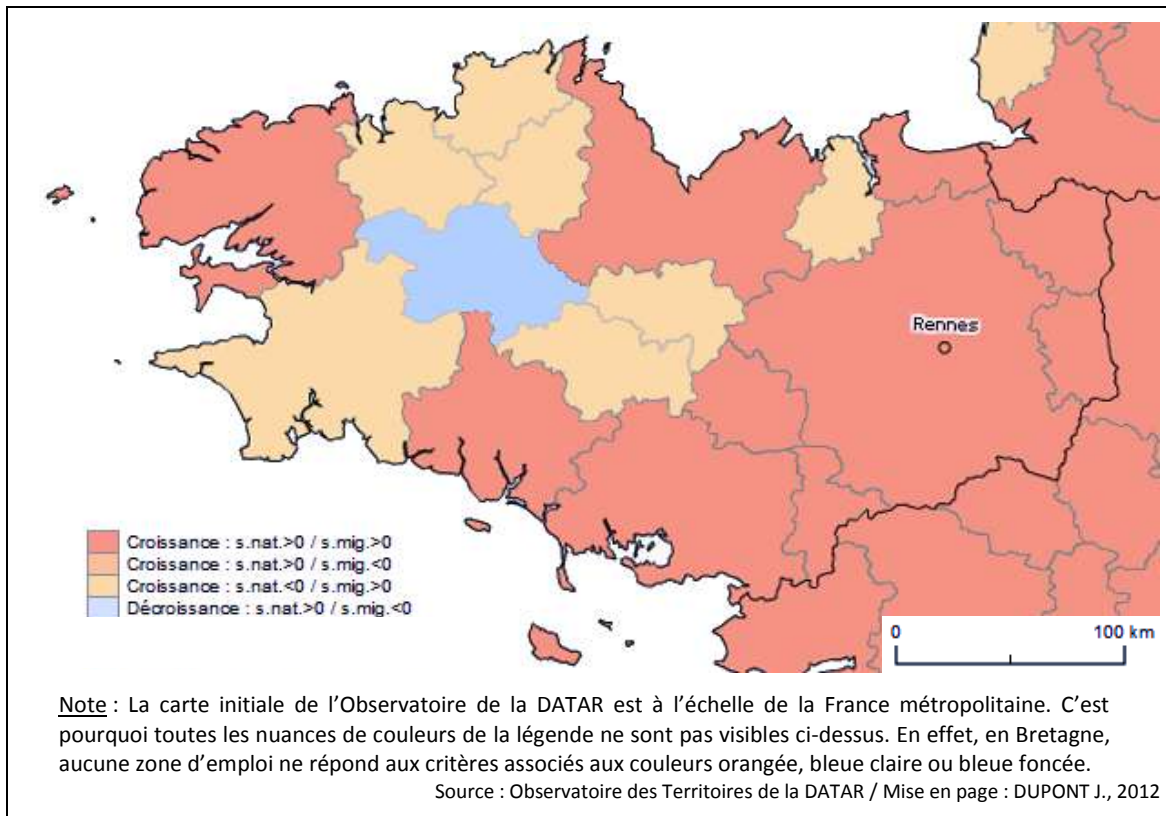 Rennes
Croissance : s.nat.>0 / s.mig.>0
Croissance : s.nat.>0 / s.mig.<0
Croissance : s.nat.<0 / s.mig.>0
Décroissance : s.nat.>0 / s.mig.<0
0 100 km
Note : La carte initiale de l’Observatoire de la DATAR est à l’échelle de la France métropolitaine. C’est
pourquoi toutes les nuances de couleurs de la légende ne sont pas visibles ci-dessus. En effet, en Bretagne,
aucune zone d’emploi ne répond aux critères associés aux couleurs orangée, bleue claire ou bleue foncée.
Source : Observatoire des Territoires de la DATAR / Mise en page : DUPONT J., 2012